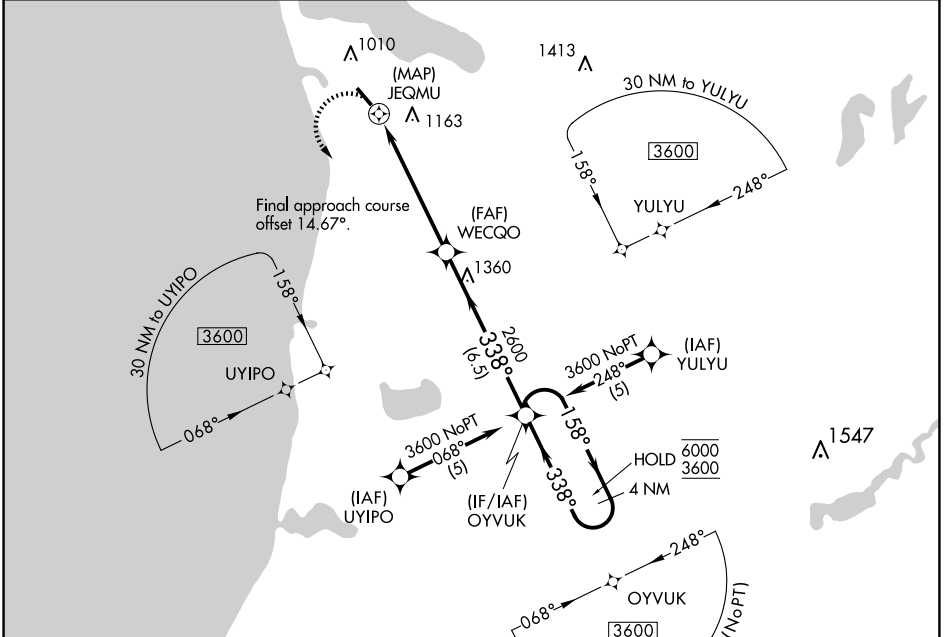 1010
(MAP)
JEQMU
1163
1413
30 NM to YULYU
3600
158°
248°
YULYU
Final approach course
offset 14.67°.
(FAF)
WECQO
1360
30 NM to UYIPO
158°
3600
UYIPO
068°
2600
338°
(6.5)
3600 NoPT
248°
(5)
(IAF)
YULYU
3600 NoPT
068°
(5)
(IAF)
UYIPO
(IF/IAF)
OYVUK
158°
338°
HOLD
6000
3600
4 NM
1547
248°
068°
OYVUK
3600
(NoPT)